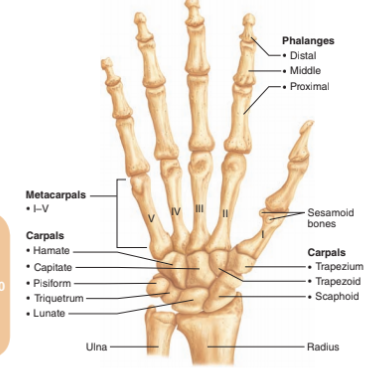 Phalanges
• Distal
• Middle
• Proximal
Metacarpals
• I–V
V
IV
III
II
I
Sesamoid
bones
Carpals
• Hamate
• Capitate
• Pisiform
• Triquetrum
• Lunate
Carpals
• Trapezium
• Trapezoid
• Scaphoid
Ulna
Radius